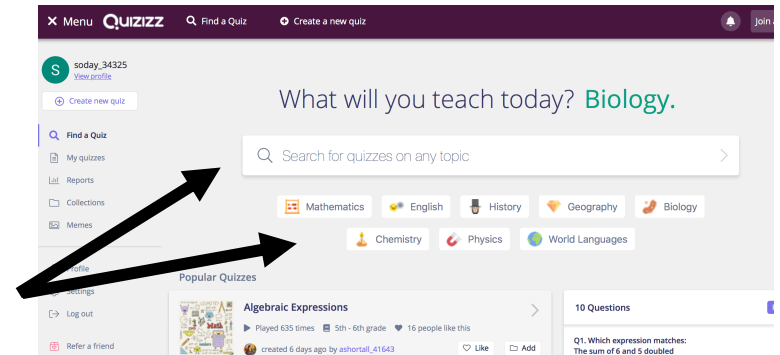 Menu QUIZIZZ Find a Quiz Create a new quiz Join
S soday_34325
View profile
Create new quiz
Find a Quiz
My quizzes
Reports
Collections
Memes
Profile
Settings
Log out
Refer a friend
What will you teach today? Biology.
Search for quizzes on any topic
Mathematics English History Geography Biology
Chemistry Physics World Languages
Popular Quizzes
Algebraic Expressions
Played 635 times 5th - 6th grade 16 people like this
created 6 days ago by ashortall_41643 Like Add
10 Questions
Q1. Which expression matches:
The sum of 6 and 5 doubled